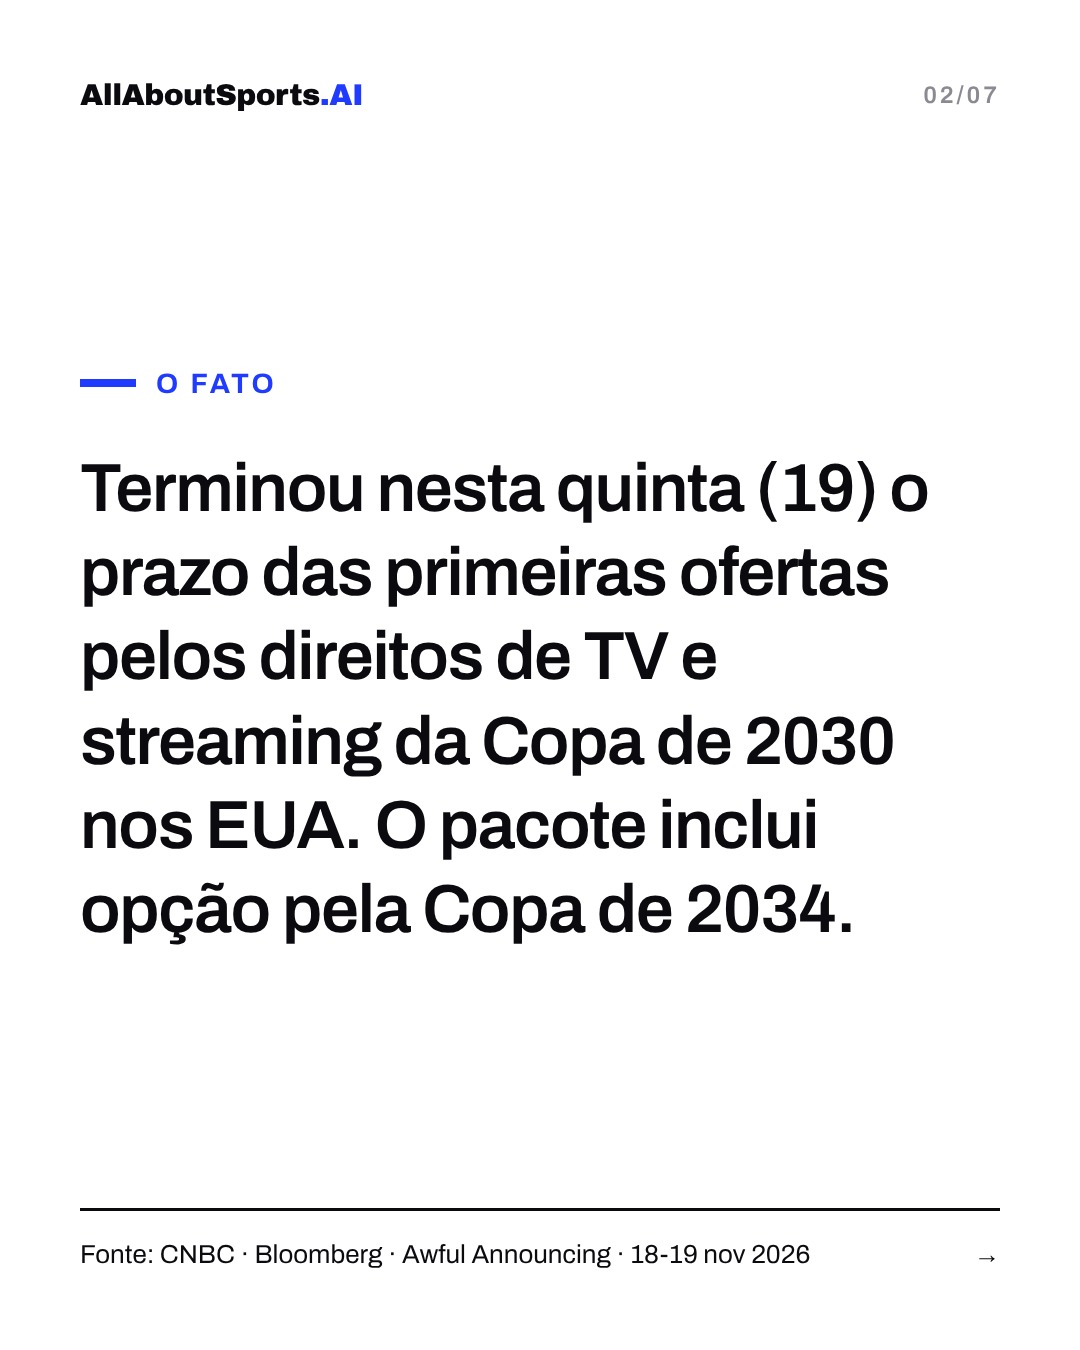 AllAboutSports.AI
02/07
O FATO
Terminou nesta quinta (19) o
prazo das primeiras ofertas
pelos direitos de TV e
streaming da Copa de 2030
nos EUA. O pacote inclui
opção pela Copa de 2034.
Fonte: CNBC · Bloomberg · Awful Announcing · 18-19 nov 2026 →